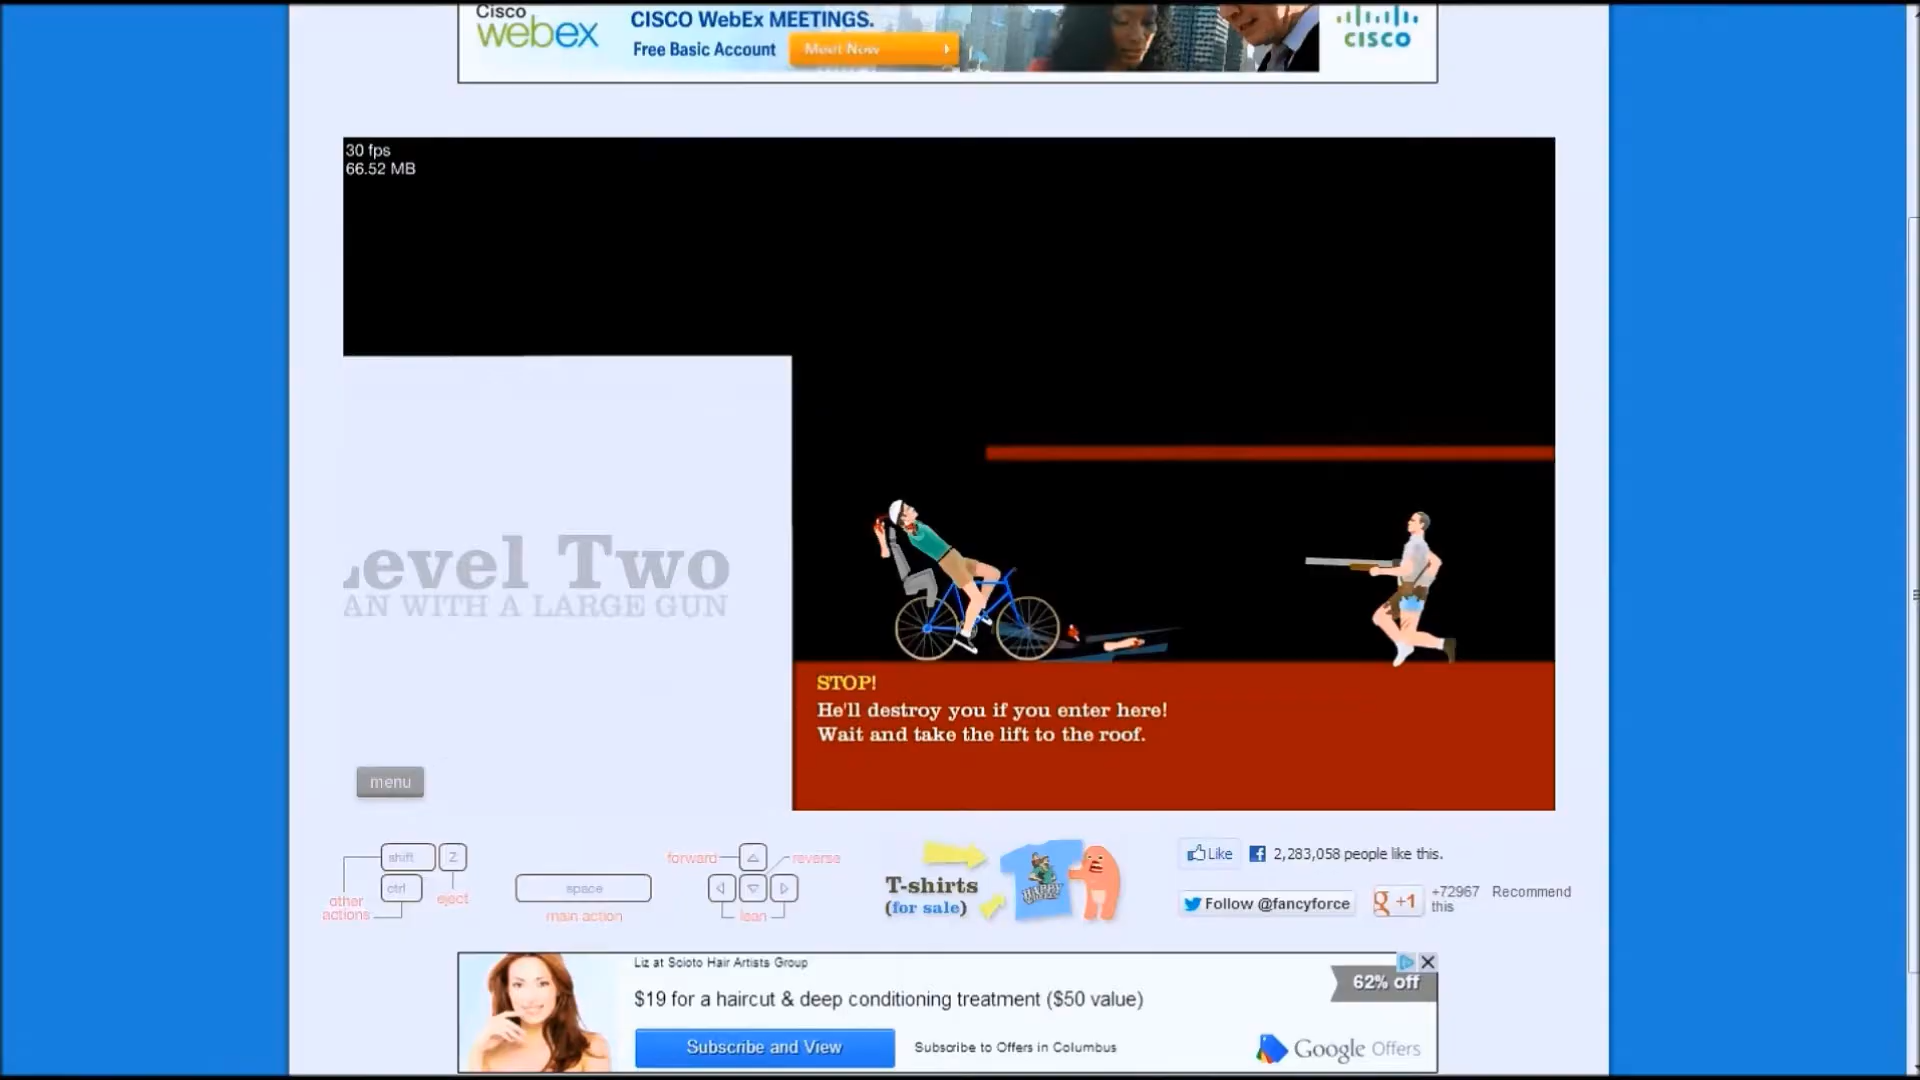 Cisco
webex
CISCO WebEx MEETINGS.
Free Basic Account
Meet Now
CISCO
30 fps
66.52 MB
Level Two
AN WITH A LARGE GUN
STOP!
He'll destroy you if you enter here!
Wait and take the lift to the roof.
menu
shift
Z
ctrl
other
actions
eject
space
main action
forward
reverse
lean
T-shirts
(for sale)
HAPPY
WHEELS
Like
2,283,058 people like this.
Follow @fancyforce
+1
+72967 Recommend
this
Liz at Scioto Hair Artists Group
$19 for a haircut & deep conditioning treatment ($50 value)
62% off
Subscribe and View
Subscribe to Offers in Columbus
Google Offers